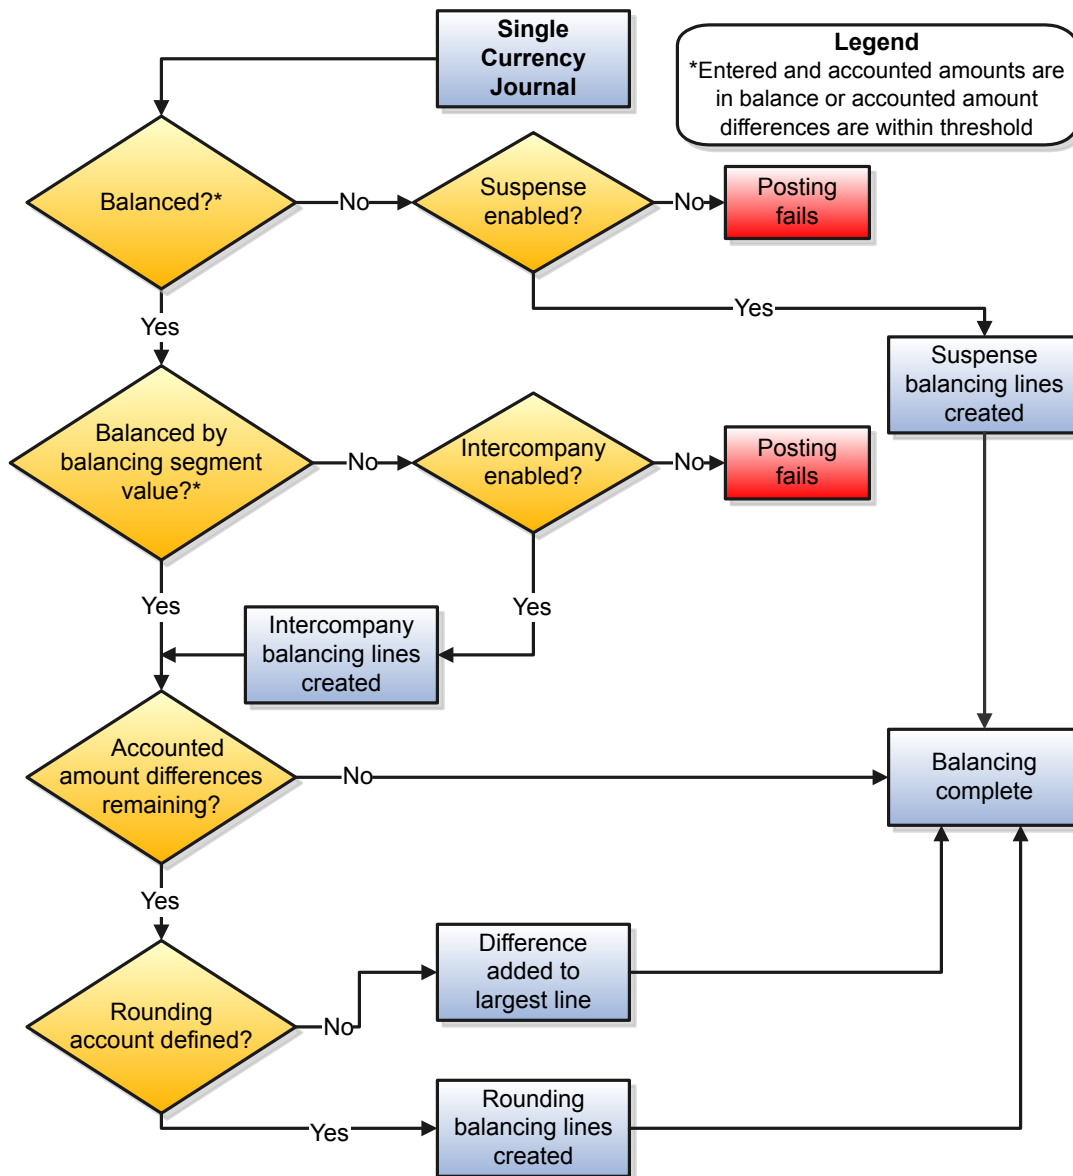 Single
Currency
Journal
Legend
*Entered and accounted amounts are
in balance or accounted amount
differences are within threshold
Balanced?*
No
Suspense
enabled?
No
Posting
fails
Yes
Yes
Suspense
balancing lines
created
Balanced by
balancing segment
value?*
No
Intercompany
enabled?
No
Posting
fails
Yes
Yes
Intercompany
balancing lines
created
Accounted
amount differences
remaining?
No
Balancing
complete
Yes
Rounding
account defined?
No
Difference
added to
largest line
Yes
Rounding
balancing lines
created